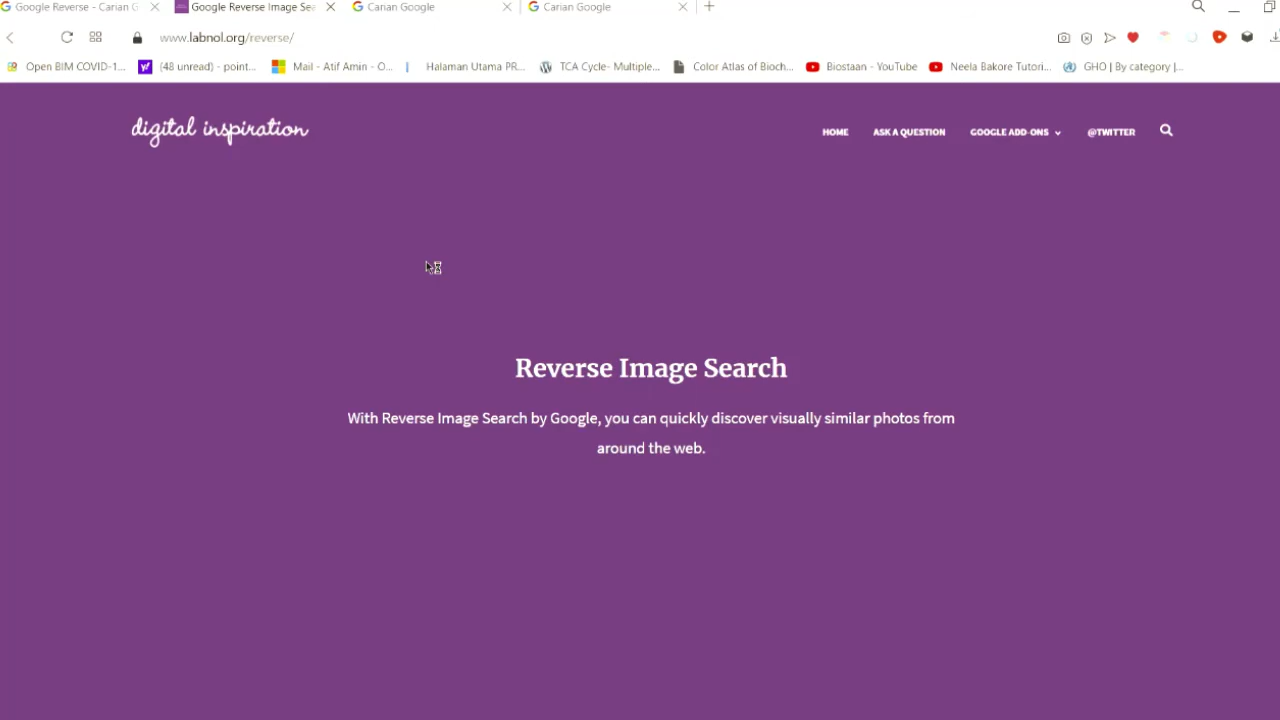 Google Reverse - Carian G
Google Reverse Image Sea
Carian Google
Carian Google
www.labnol.org/reverse/
Open BIM COVID-1...
(48 unread) - point...
Mail - Atif Amin - O...
Halaman Utama PR...
TCA Cycle- Multiple...
Color Atlas of Bioch...
Biostaan - YouTube
Neela Bakore Tutori...
GHO | By category |...
digital inspiration
HOME
ASK A QUESTION
GOOGLE ADD-ONS
@TWITTER
Reverse Image Search
With Reverse Image Search by Google, you can quickly discover visually similar photos from
around the web.